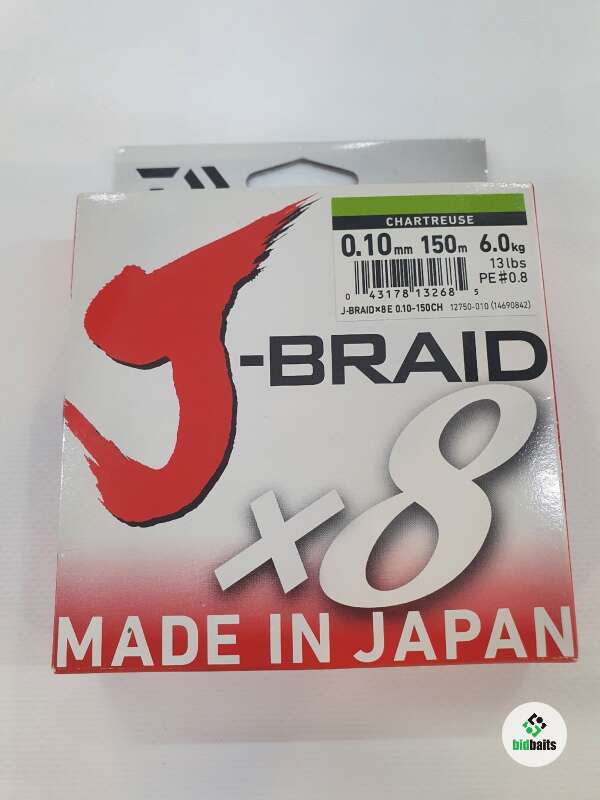 CHARTREUSE
0.10mm 150m 6.0kg
13lbs
PE#0.8
0 43178 13268 5
J-BRAID×8E 0.10-150CH 12750-010 (14690842)
J-BRAID
×8
MADE IN JAPAN
bidbaits